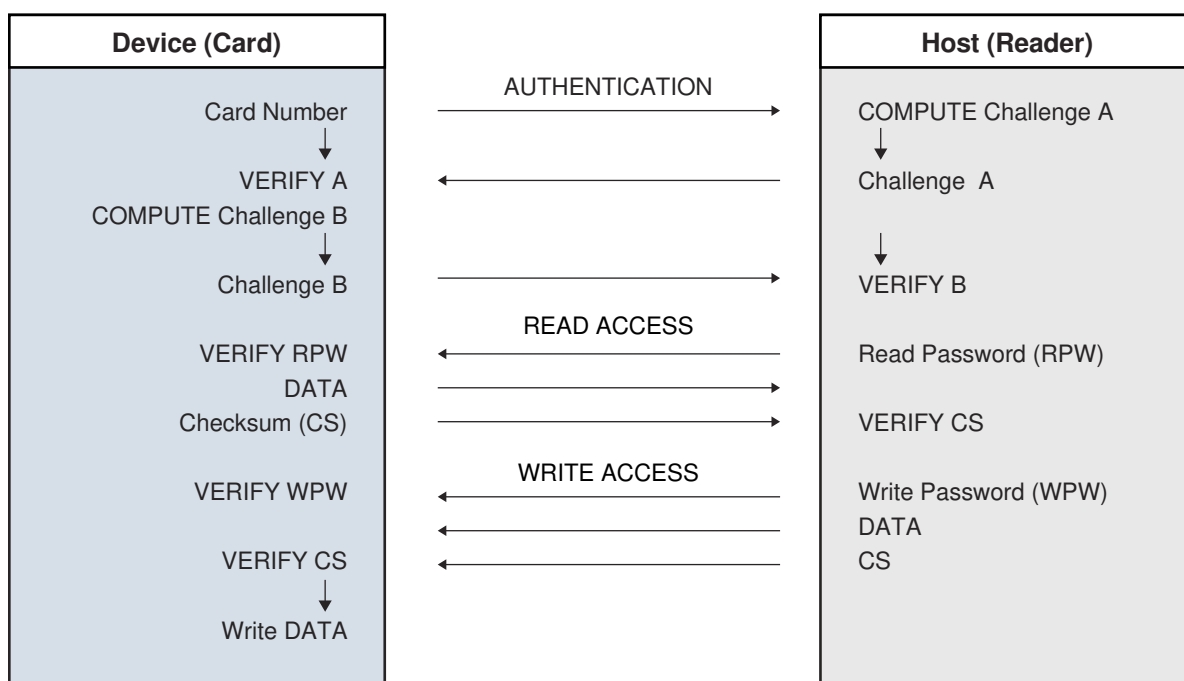 Device (Card)
Host (Reader)
AUTHENTICATION
Card Number
COMPUTE Challenge A
VERIFY A
Challenge A
COMPUTE Challenge B
Challenge B
VERIFY B
READ ACCESS
VERIFY RPW
Read Password (RPW)
DATA
Checksum (CS)
VERIFY CS
WRITE ACCESS
VERIFY WPW
Write Password (WPW)
DATA
VERIFY CS
CS
Write DATA